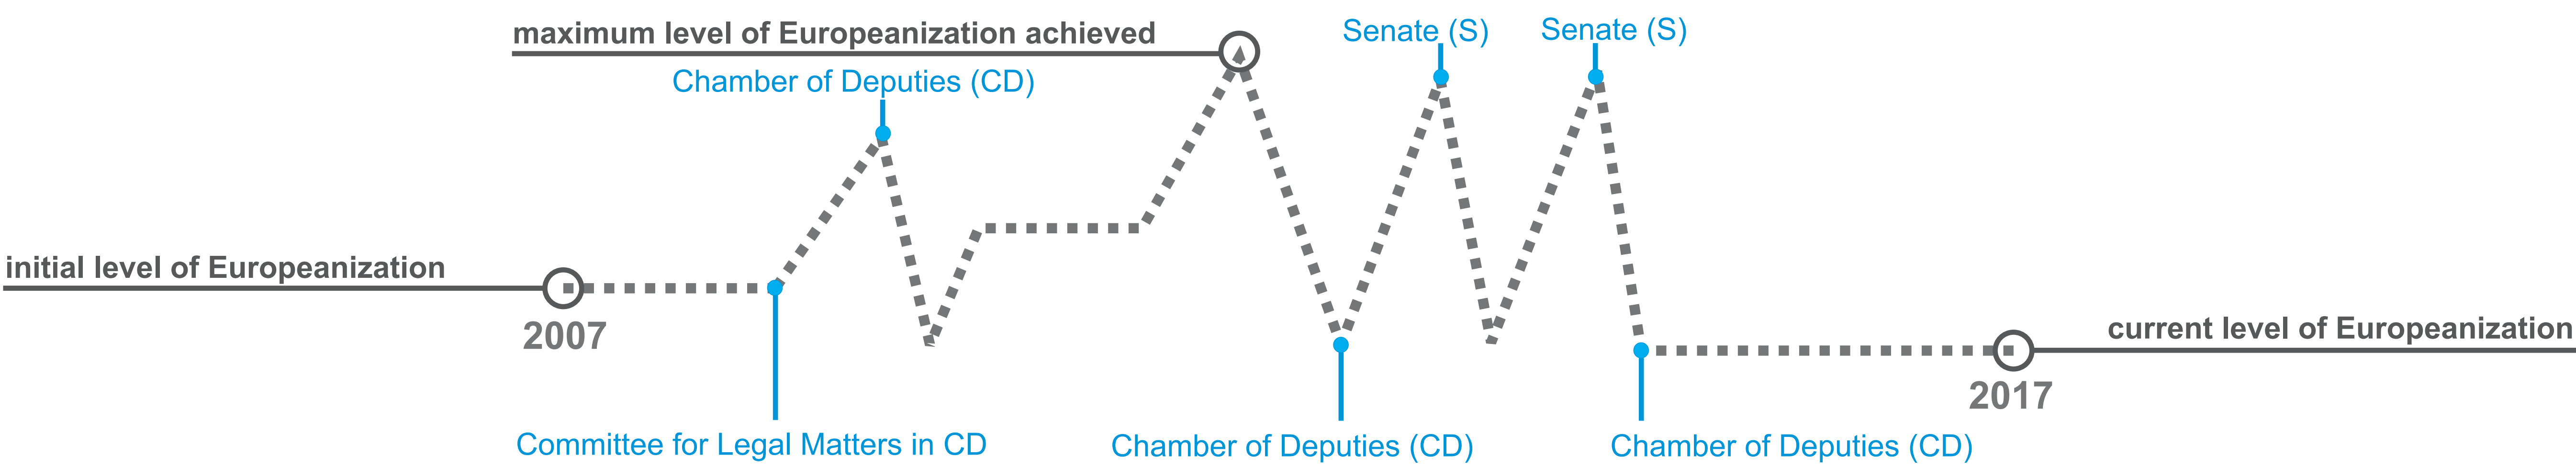 maximum level of Europeanization achieved
Senate (S)
Senate (S)
Chamber of Deputies (CD)
initial level of Europeanization
2007
current level of Europeanization
2017
Committee for Legal Matters in CD
Chamber of Deputies (CD)
Chamber of Deputies (CD)